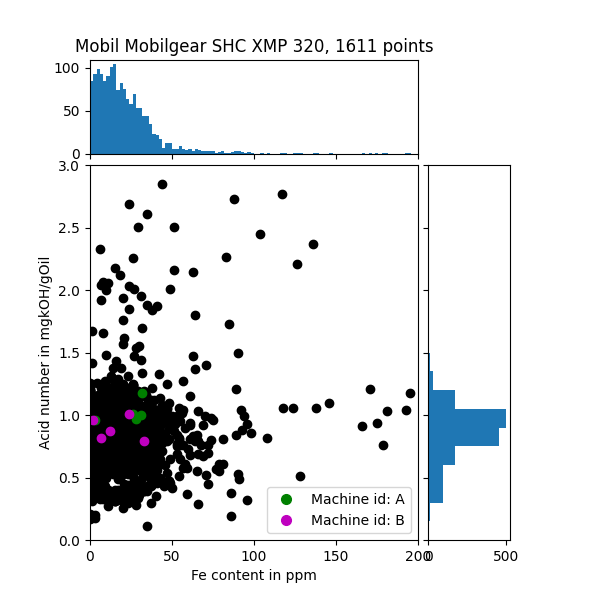 Mobil Mobilgear SHC XMP 320, 1611 points
100
50
0
3.0
2.5
2.0
1.5
1.0
0.5
0.0
Acid number in mgkOH/gOil
Machine id: A
Machine id: B
0 50 100 150 200 0 500
Fe content in ppm